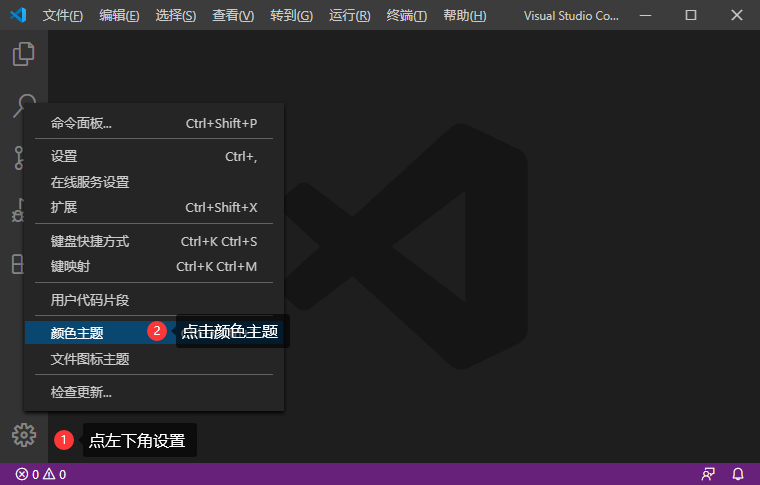 文件(F) 编辑(E) 选择(S) 查看(V) 转到(G) 运行(R) 终端(T) 帮助(H) Visual Studio Co...
命令面板... Ctrl+Shift+P
设置 Ctrl+,
在线服务设置
扩展 Ctrl+Shift+X
键盘快捷方式 Ctrl+K Ctrl+S
键映射 Ctrl+K Ctrl+M
用户代码片段
颜色主题 2 点击颜色主题
文件图标主题
检查更新...
1 点左下角设置
0 0